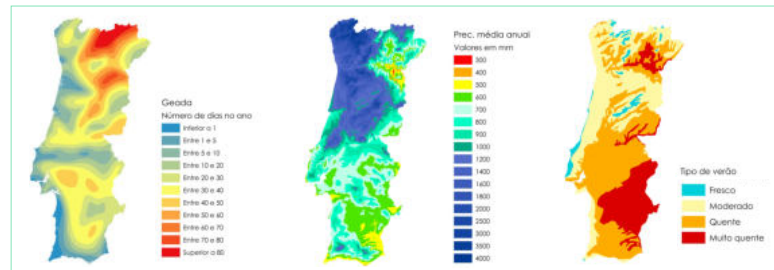 Geada
Número de dias no ano
Inferior a 1
Entre 1 e 5
Entre 5 e 10
Entre 10 e 20
Entre 20 e 30
Entre 30 e 40
Entre 40 e 50
Entre 50 e 60
Entre 60 e 70
Entre 70 e 80
Superior a 80
Prec. média anual
Valores em mm
300
400
500
600
700
800
900
1000
1200
1400
1600
1800
2000
2500
3000
3500
4000
Tipo de verão
Fresco
Moderado
Quente
Muito quente